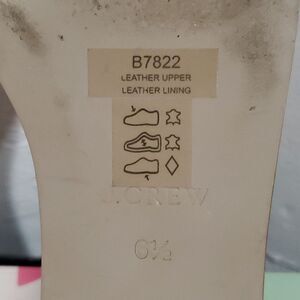 B7822
LEATHER UPPER
LEATHER LINING
J.CREW
6½